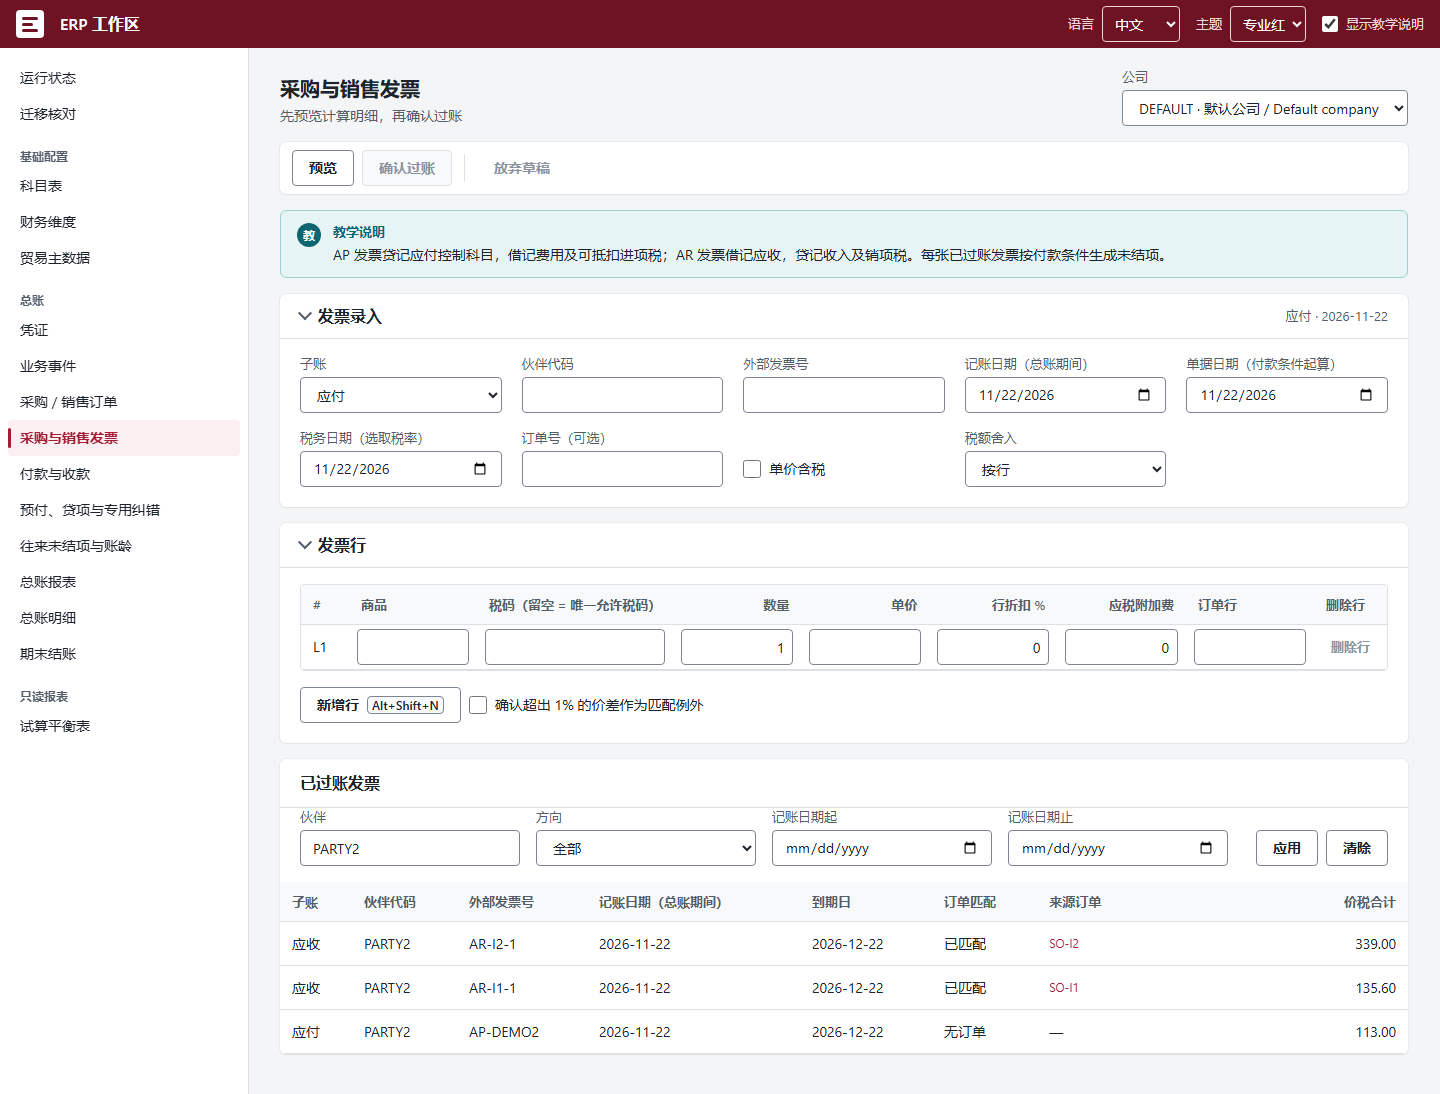 ERP 工作区
语言 中文 主题 专业红 显示教学说明
运行状态
迁移核对
基础配置
科目表
财务维度
贸易主数据
总账
凭证
业务事件
采购 / 销售订单
采购与销售发票
付款与收款
预付、贷项与专用纠错
往来未结项与账龄
总账报表
总账明细
期末结账
只读报表
试算平衡表
采购与销售发票
先预览计算明细，再确认过账
公司
DEFAULT · 默认公司 / Default company
预览 确认过账 放弃草稿
教 教学说明
AP 发票贷记应付控制科目，借记费用及可抵扣进项税；AR 发票借记应收，贷记收入及销项税。每张已过账发票按付款条件生成未结项。
发票录入 应付 · 2026-11-22
子账 伙伴代码 外部发票号 记账日期（总账期间） 单据日期（付款条件起算）
应付 11/22/2026 11/22/2026
税务日期（选取税率） 订单号（可选） 税额舍入
11/22/2026 单价含税 按行
发票行
# 商品 税码（留空 = 唯一允许税码） 数量 单价 行折扣 % 应税附加费 订单行 删除行
L1 1 0 0 删除行
新增行 Alt+Shift+N 确认超出 1% 的价差作为匹配例外
已过账发票
伙伴 方向 记账日期起 记账日期止
PARTY2 全部 mm/dd/yyyy mm/dd/yyyy 应用 清除
子账 伙伴代码 外部发票号 记账日期（总账期间） 到期日 订单匹配 来源订单 价税合计
应收 PARTY2 AR-I2-1 2026-11-22 2026-12-22 已匹配 SO-I2 339.00
应收 PARTY2 AR-I1-1 2026-11-22 2026-12-22 已匹配 SO-I1 135.60
应付 PARTY2 AP-DEMO2 2026-11-22 2026-12-22 无订单 — 113.00